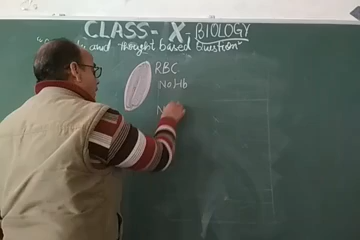 CLASS - X - BIOLOGY
and thought based Question"
RBC
No Hb
N